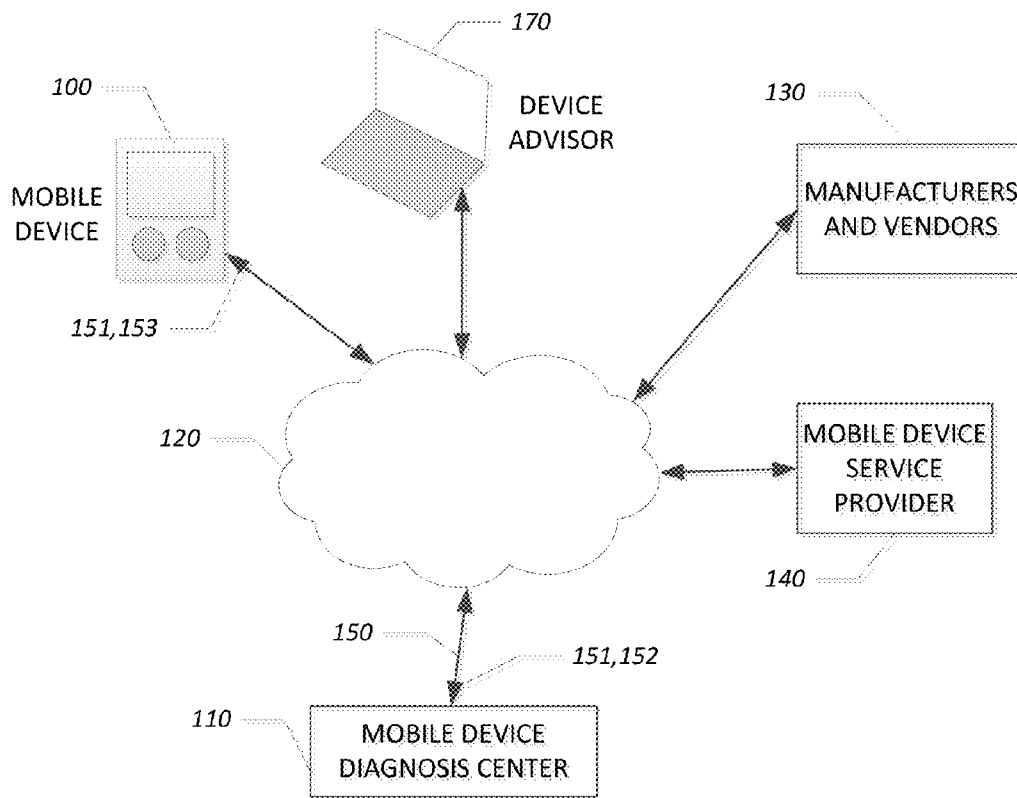 170
100
DEVICE
ADVISOR
130
MOBILE
DEVICE
MANUFACTURERS
AND VENDORS
151,153
120
MOBILE DEVICE
SERVICE
PROVIDER
140
150
151,152
110
MOBILE DEVICE
DIAGNOSIS CENTER